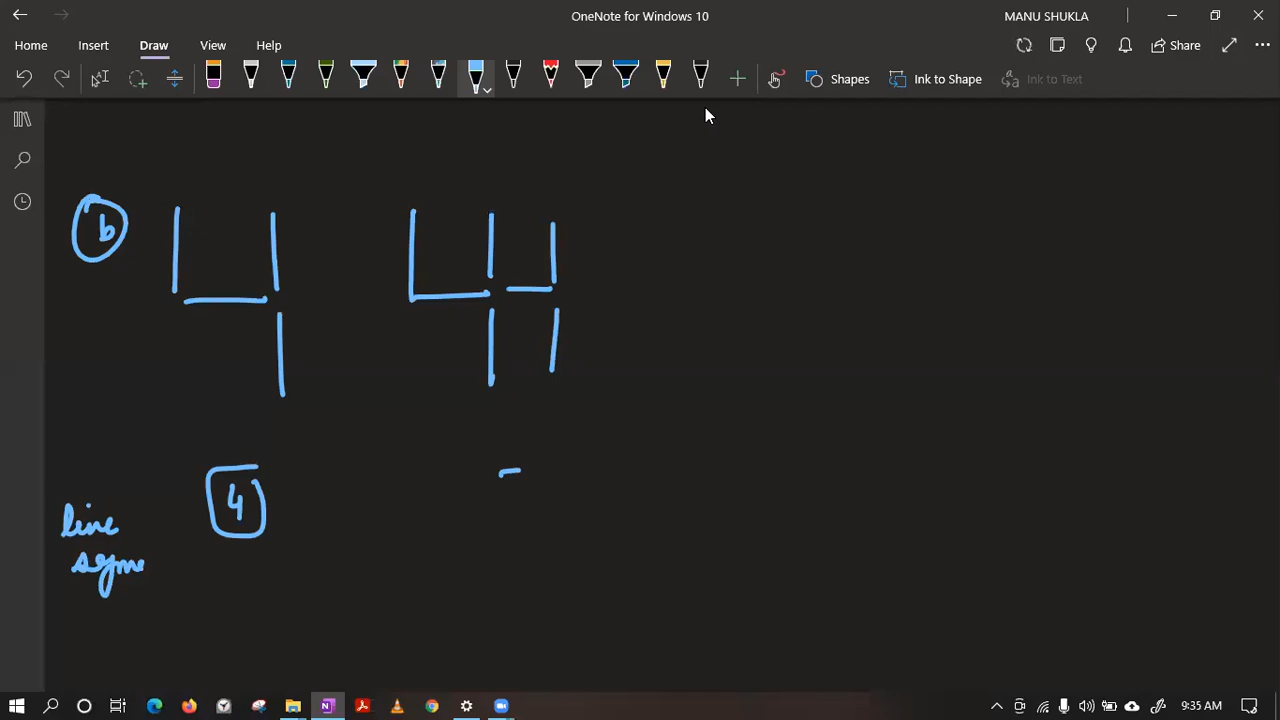 OneNote for Windows 10
MANU SHUKLA
Home Insert Draw View Help
Share
Shapes Ink to Shape Ink to Text
b
4
line
segme
9:35 AM